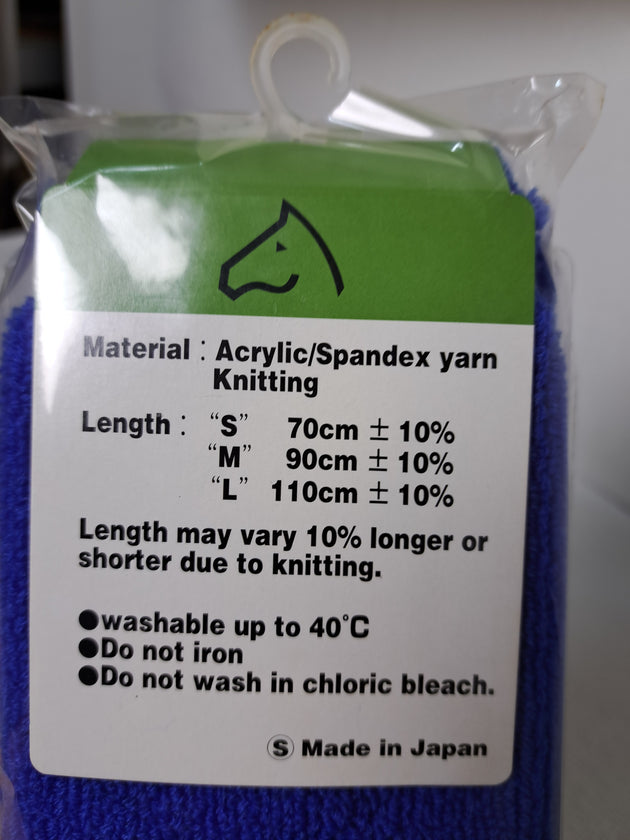 Material : Acrylic/Spandex yarn
Knitting
Length : “S” 70cm ± 10%
“M” 90cm ± 10%
“L” 110cm ± 10%
Length may vary 10% longer or
shorter due to knitting.
●washable up to 40°C
●Do not iron
●Do not wash in chloric bleach.
Ⓢ Made in Japan